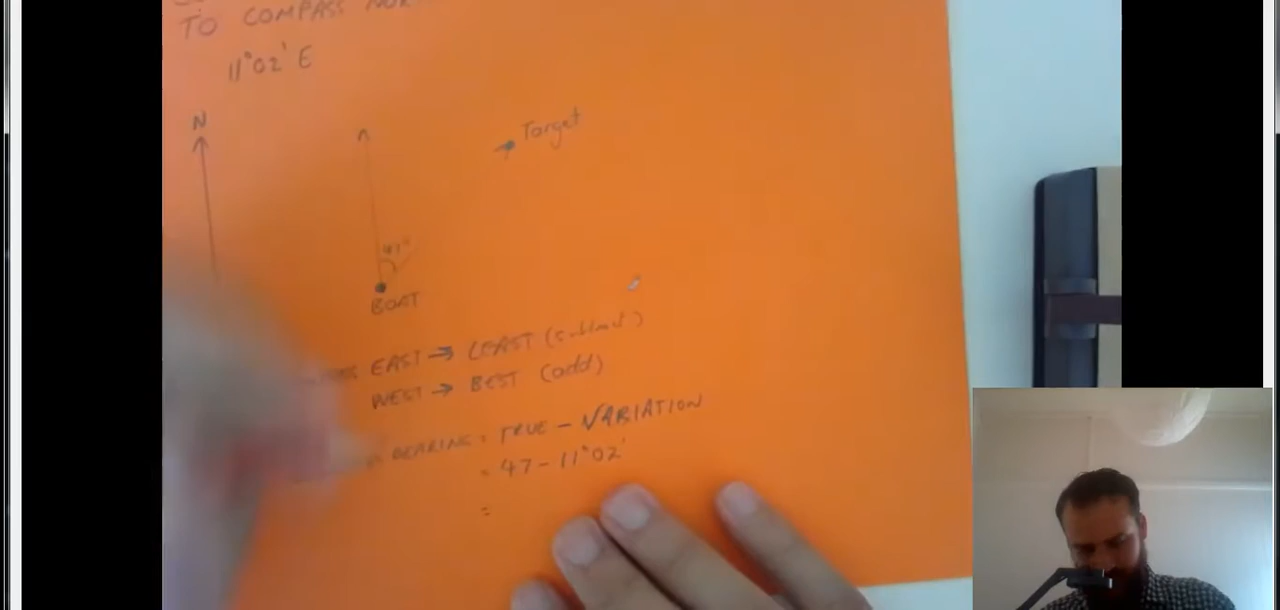 TO COMPASS NOR
11°02' E
N
Target
47°
BOAT
EAST → LEAST (subtract)
WEST → BEST (add)
BEARING = TRUE - VARIATION
= 47 - 11°02'
=